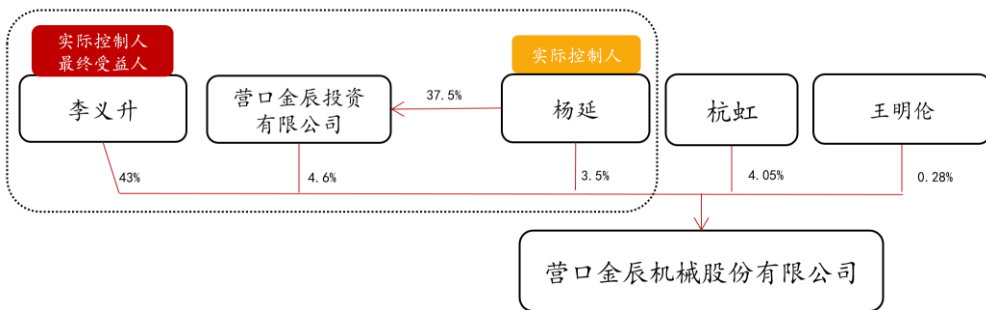 实际控制人
最终受益人
实际控制人
李义升
营口金辰投资
有限公司
37.5%
杨延
杭虹
王明伦
43%
4.6%
3.5%
4.05%
0.28%
营口金辰机械股份有限公司